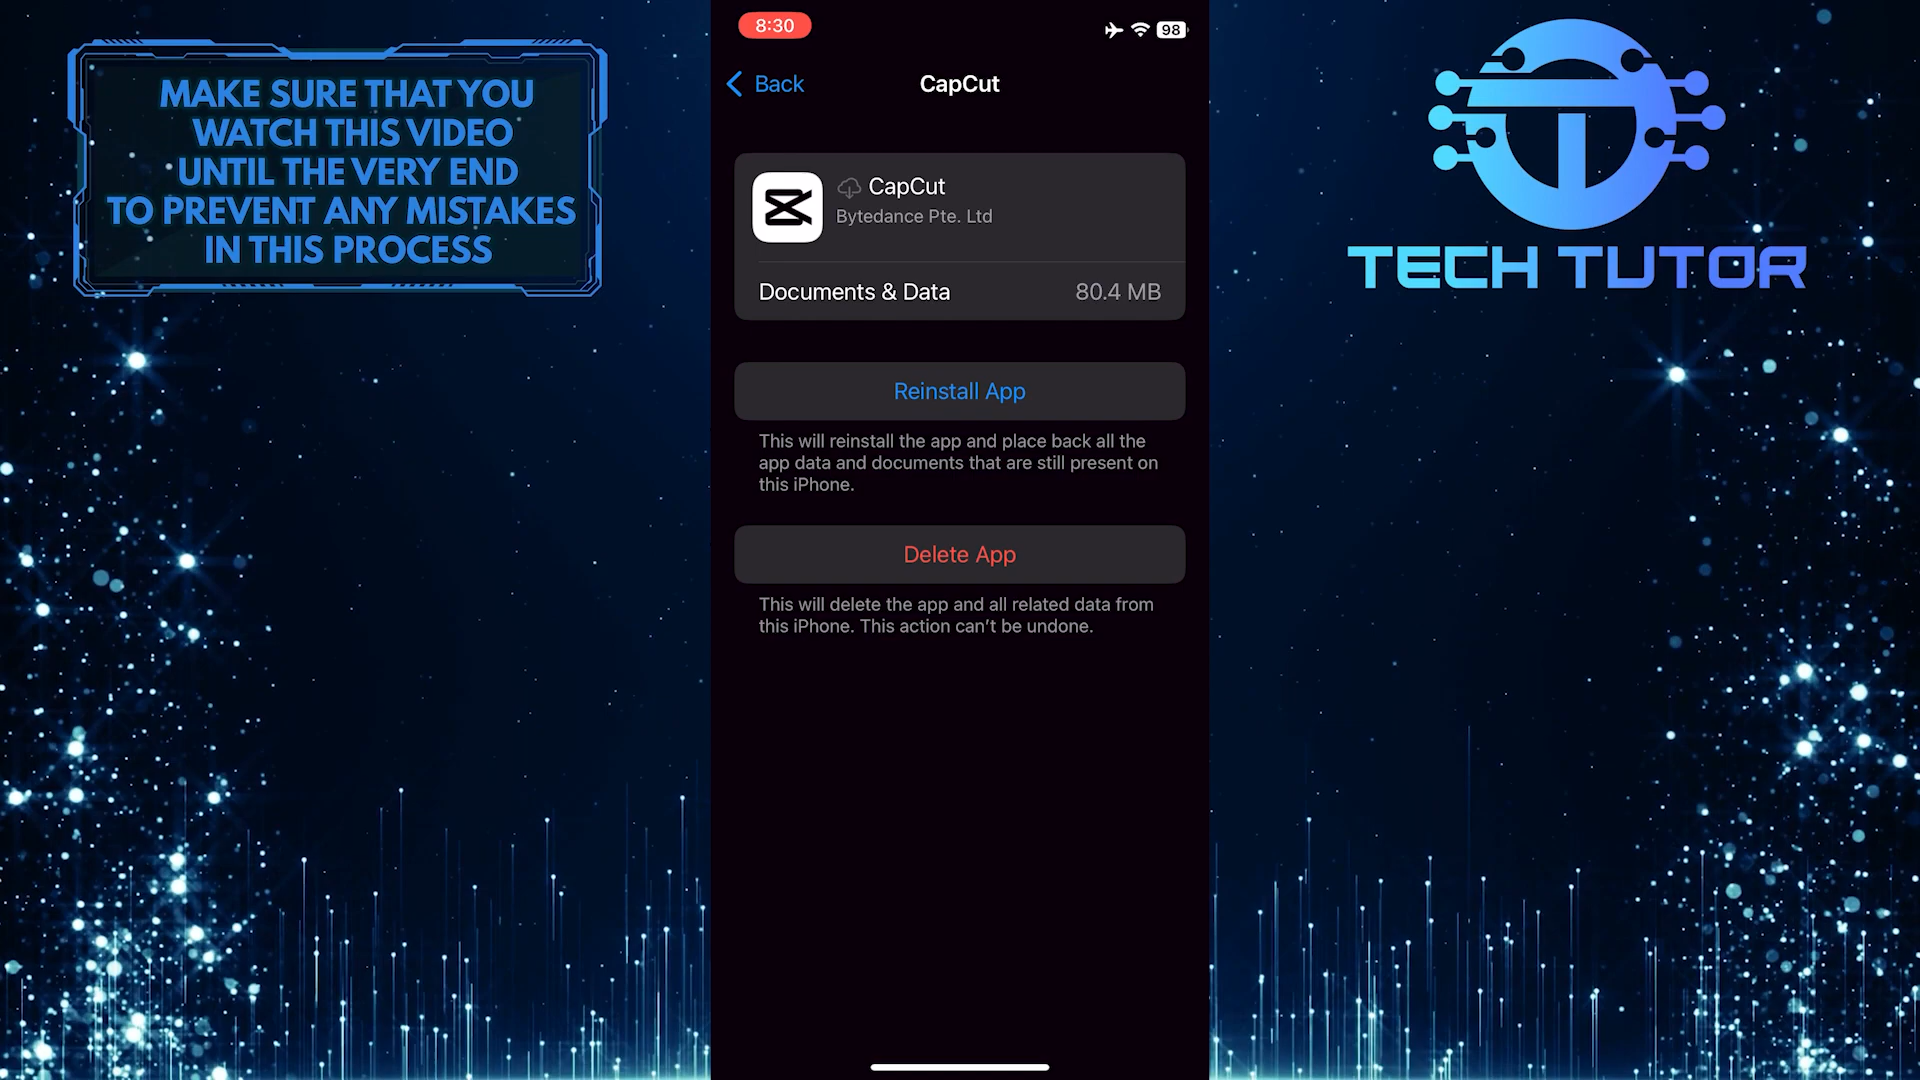 MAKE SURE THAT YOU
WATCH THIS VIDEO
UNTIL THE VERY END
TO PREVENT ANY MISTAKES
IN THIS PROCESS
8:30
98
Back
CapCut
CapCut
Bytedance Pte. Ltd
Documents & Data 80.4 MB
Reinstall App
This will reinstall the app and place back all the
app data and documents that are still present on
this iPhone.
Delete App
This will delete the app and all related data from
this iPhone. This action can't be undone.
TECH TUTOR